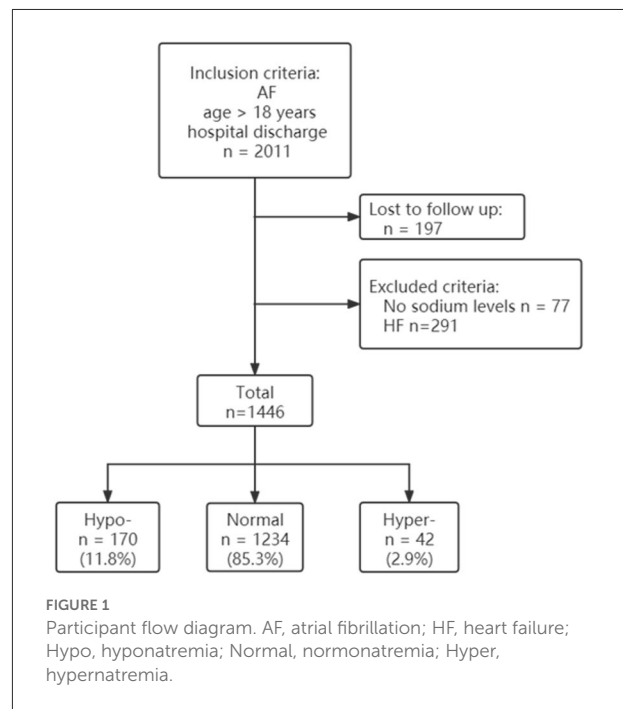 Inclusion criteria:
AF
age > 18 years
hospital discharge
n = 2011
Lost to follow up:
n = 197
Excluded criteria:
No sodium levels n = 77
HF n=291
Total
n=1446
Hypo-
n = 170
(11.8%)
Normal
n = 1234
(85.3%)
Hyper-
n = 42
(2.9%)
FIGURE 1
Participant flow diagram. AF, atrial fibrillation; HF, heart failure;
Hypo, hyponatremia; Normal, normonatremia; Hyper,
hypernatremia.